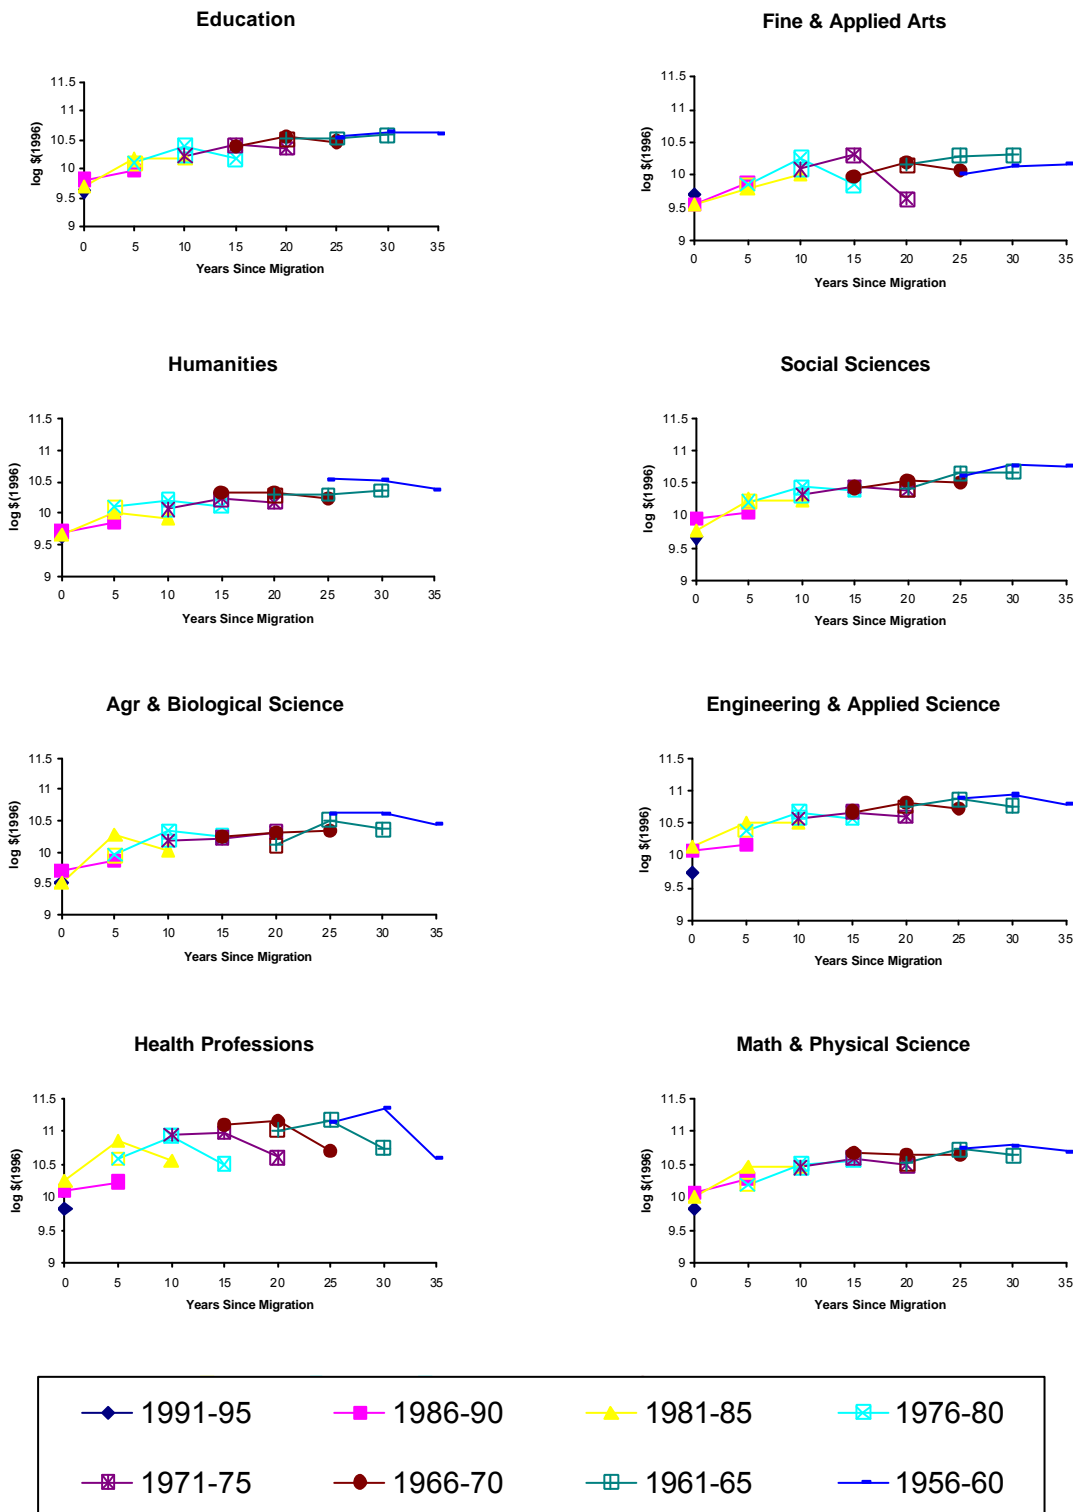 Education
Fine & Applied Arts
log $(1996)
11.5
11
10.5
10
9.5
9
0 5 10 15 20 25 30 35
Years Since Migration
log $(1996)
11.5
11
10.5
10
9.5
9
0 5 10 15 20 25 30 35
Years Since Migration
Humanities
Social Sciences
log $(1996)
11.5
11
10.5
10
9.5
9
0 5 10 15 20 25 30 35
Years Since Migration
log $(1996)
11.5
11
10.5
10
9.5
9
0 5 10 15 20 25 30 35
Years Since Migration
Agr & Biological Science
Engineering & Applied Science
log $(1996)
11.5
11
10.5
10
9.5
9
0 5 10 15 20 25 30 35
Years Since Migration
log $(1996)
11.5
11
10.5
10
9.5
9
0 5 10 15 20 25 30 35
Years Since Migration
Health Professions
Math & Physical Science
log $(1996)
11.5
11
10.5
10
9.5
9
0 5 10 15 20 25 30 35
Years Since Migration
log $(1996)
11.5
11
10.5
10
9.5
9
0 5 10 15 20 25 30 35
Years Since Migration
1991-95 1986-90 1981-85 1976-80
1971-75 1966-70 1961-65 1956-60